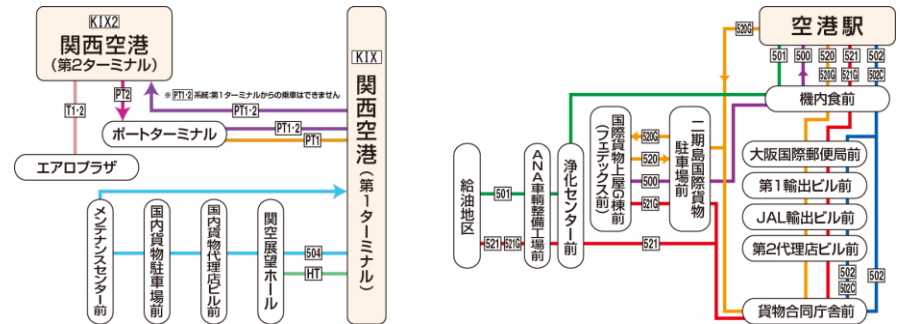 KIX2
関西空港
(第2ターミナル)
T1·2
PT2
※PT1·2系統:第1ターミナルからの乗車はできません
PT1·2
ポートターミナル
PT1·2
PT1
エアロプラザ
KIX
関西空港(第1ターミナル)
メンテナンスセンター前
国内貨物駐車場前
国内貨物代理店ビル前
関空展望ホール
504
HT
空港駅
520G
501
500
520
521
502
520G
521G
502C
機内食前
給油地区
501
521
521G
ANA車輌整備工場前
浄化センター前
国際貨物上屋G棟前
(フェデックス前)
520G
520
500
521G
二期島国際貨物
駐車場前
521
大阪国際郵便局前
第1輸出ビル前
JAL輸出ビル前
第2代理店ビル前
502
502C
502
貨物合同庁舎前